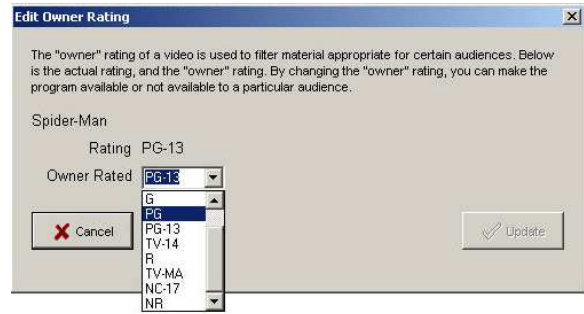 Edit Owner Rating
The "owner" rating of a video is used to filter material appropriate for certain audiences. Below
is the actual rating, and the "owner" rating. By changing the "owner" rating, you can make the
program available or not available to a particular audience.
Spider-Man
Rating PG-13
Owner Rated PG-13
G
PG
PG-13
TV-14
R
TV-MA
NC-17
NR
Cancel
Update